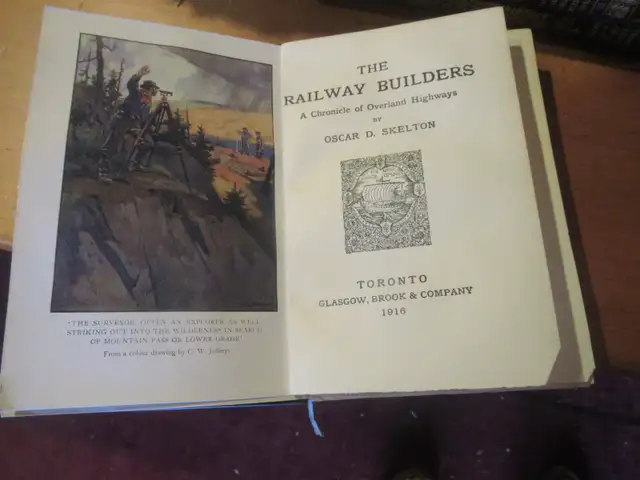 'THE SURVEYOR, OFTEN AN EXPLORER AS WELL,
STRIKING OUT INTO THE WILDERNESS IN SEARCH
OF MOUNTAIN PASS OR LOWER GRADE'
From a colour drawing by C. W. Jefferys
THE
RAILWAY BUILDERS
A Chronicle of Overland Highways
BY
OSCAR D. SKELTON
TORONTO
GLASGOW, BROOK & COMPANY
1916